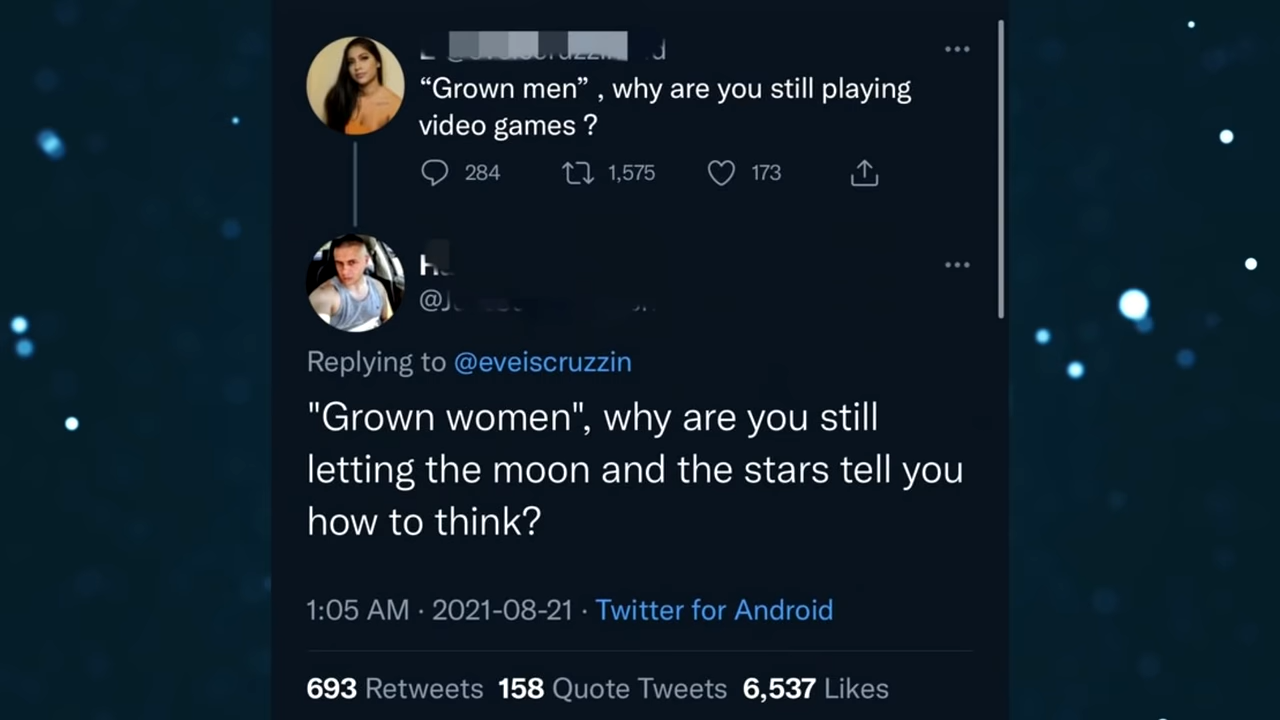 “Grown men” , why are you still playing
video games ?
284 1,575 173
Replying to @eveiscruzzin
"Grown women", why are you still
letting the moon and the stars tell you
how to think?
1:05 AM · 2021-08-21 · Twitter for Android
693 Retweets 158 Quote Tweets 6,537 Likes